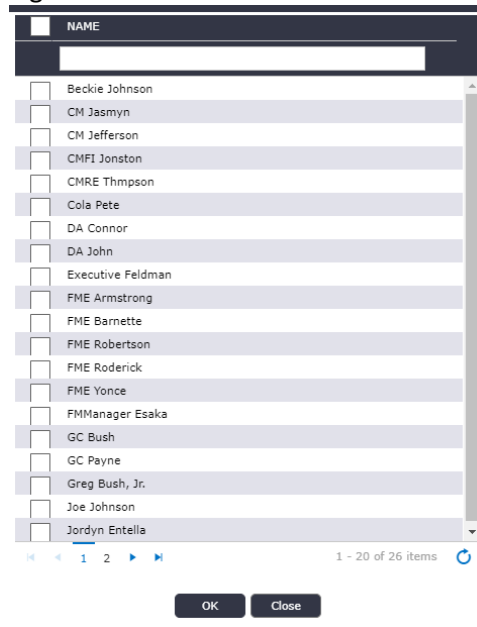 NAME
Beckie Johnson
CM Jasmyn
CM Jefferson
CMFI Jonston
CMRE Thmpson
Cola Pete
DA Connor
DA John
Executive Feldman
FME Armstrong
FME Barnette
FME Robertson
FME Roderick
FME Yonce
FMManager Esaka
GC Bush
GC Payne
Greg Bush, Jr.
Joe Johnson
Jordyn Entella
1 2 1 - 20 of 26 items
OK Close